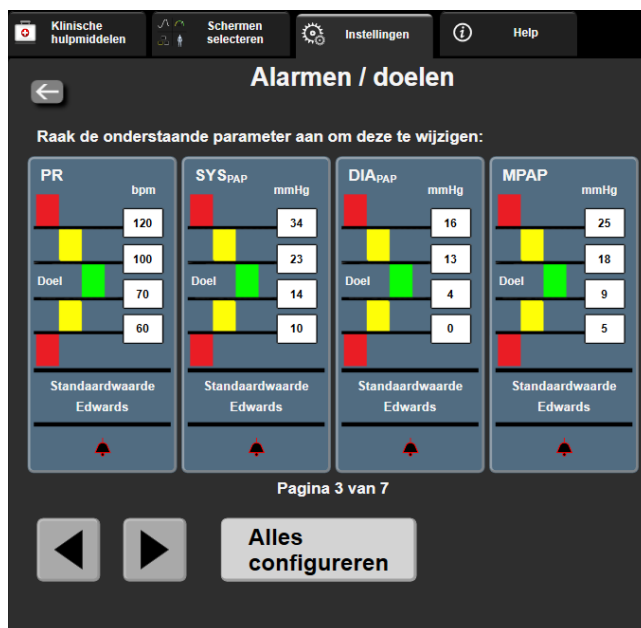 Klinische
hulpmiddelen
Schermen
selecteren
Instellingen
Help
Alarmen / doelen
Raak de onderstaande parameter aan om deze te wijzigen:
PR
bpm
120
100
Doel
70
60
Standaardwaarde
Edwards
SYSPAP
mmHg
34
23
Doel
14
10
Standaardwaarde
Edwards
DIAPAP
mmHg
16
13
Doel
4
0
Standaardwaarde
Edwards
MPAP
mmHg
25
18
Doel
9
5
Standaardwaarde
Edwards
Pagina 3 van 7
Alles
configureren